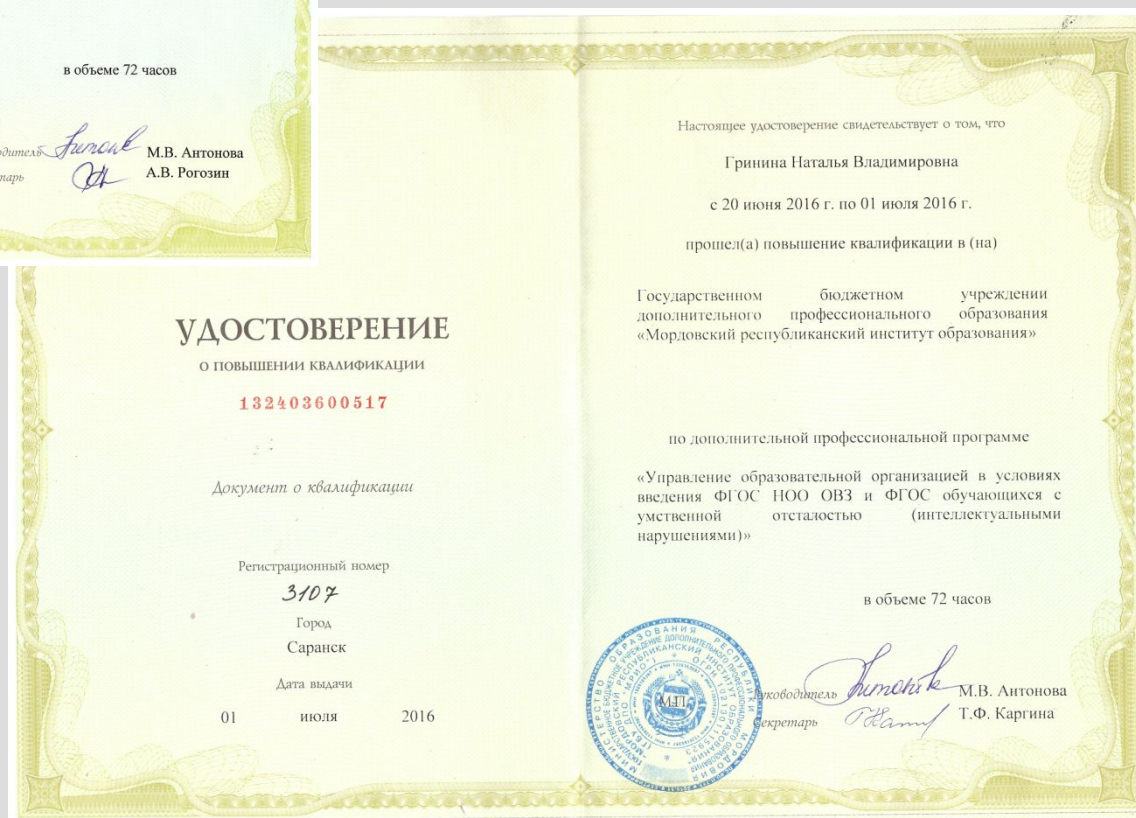 в объеме 72 часов
М.В. Антонова
А.В. Рогозин
УДОСТОВЕРЕНИЕ
О ПОВЫШЕНИИ КВАЛИФИКАЦИИ
132403600517
Документ о квалификации
Регистрационный номер
3107
Город
Саранск
Дата выдачи
01 июля 2016
Настоящее удостоверение свидетельствует о том, что
Гринина Наталья Владимировна
с 20 июня 2016 г. по 01 июля 2016 г.
прошел(а) повышение квалификации в (на)
Государственном бюджетном учреждении
дополнительного профессионального образования
«Мордовский республиканский институт образования»
по дополнительной профессиональной программе
«Управление образовательной организацией в условиях
введения ФГОС НОО ОВЗ и ФГОС обучающихся с
умственной отсталостью (интеллектуальными
нарушениями)»
в объеме 72 часов
М.П.
Руководитель М.В. Антонова
Секретарь Т.Ф. Каргина